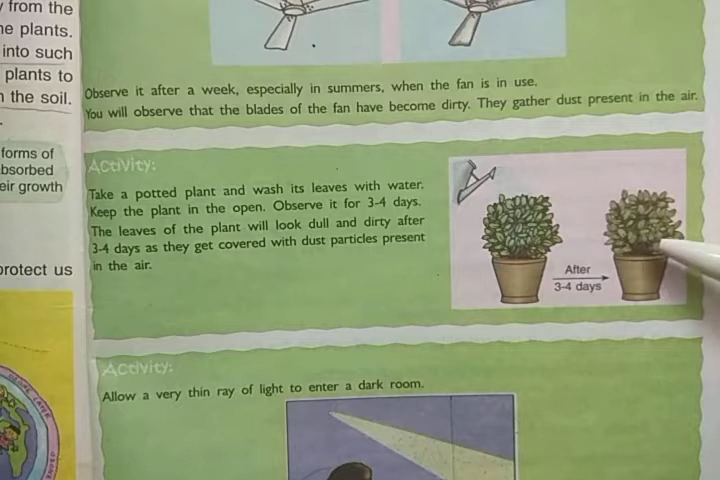 from the
plants.
into such
plants to
the soil.
forms of
growth
protect us
Observe it after a week, especially in summers, when the fan is in use.
You will observe that the blades of the fan have become dirty. They gather dust present in the air.
Activity:
Take a potted plant and wash its leaves with water.
Keep the plant in the open. Observe it for 3-4 days.
The leaves of the plant will look dull and dirty after
3-4 days as they get covered with dust particles present
in the air.
After
3-4 days
Activity:
Allow a very thin ray of light to enter a dark room.